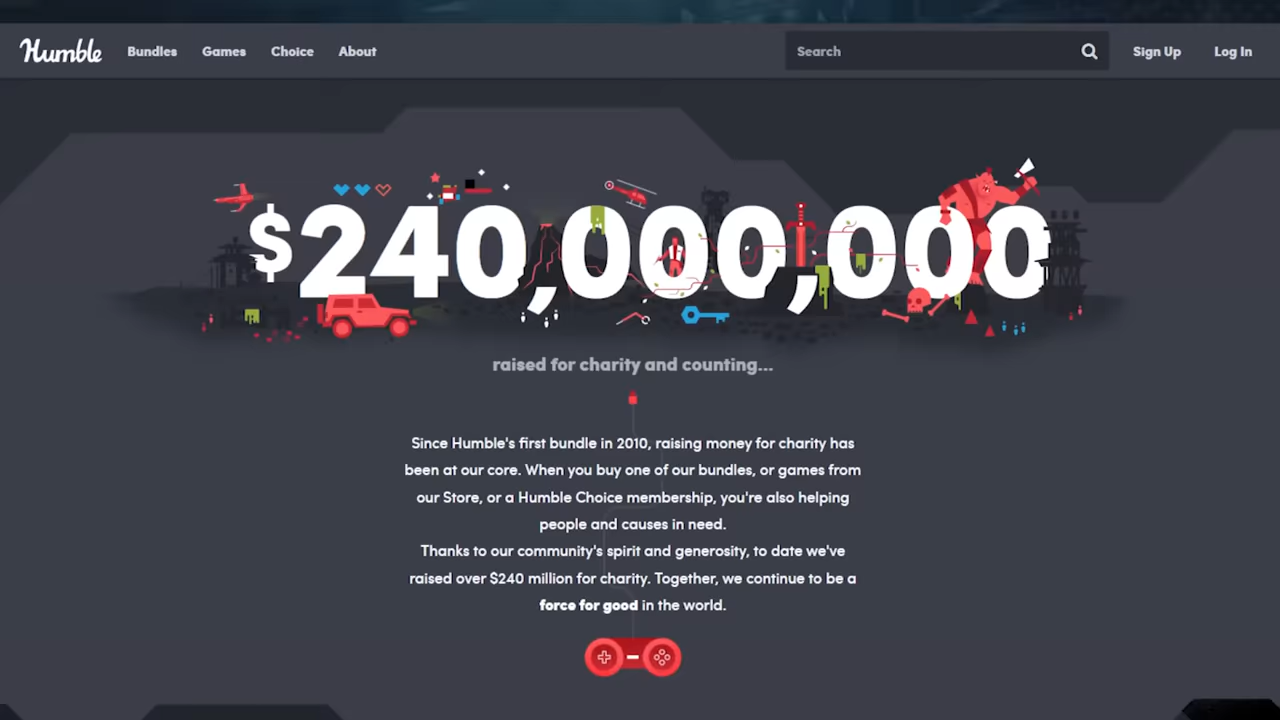 Humble Bundles Games Choice About Search Sign Up Log In
$240,000,000
raised for charity and counting...
Since Humble's first bundle in 2010, raising money for charity has
been at our core. When you buy one of our bundles, or games from
our Store, or a Humble Choice membership, you're also helping
people and causes in need.
Thanks to our community's spirit and generosity, to date we've
raised over $240 million for charity. Together, we continue to be a
force for good in the world.